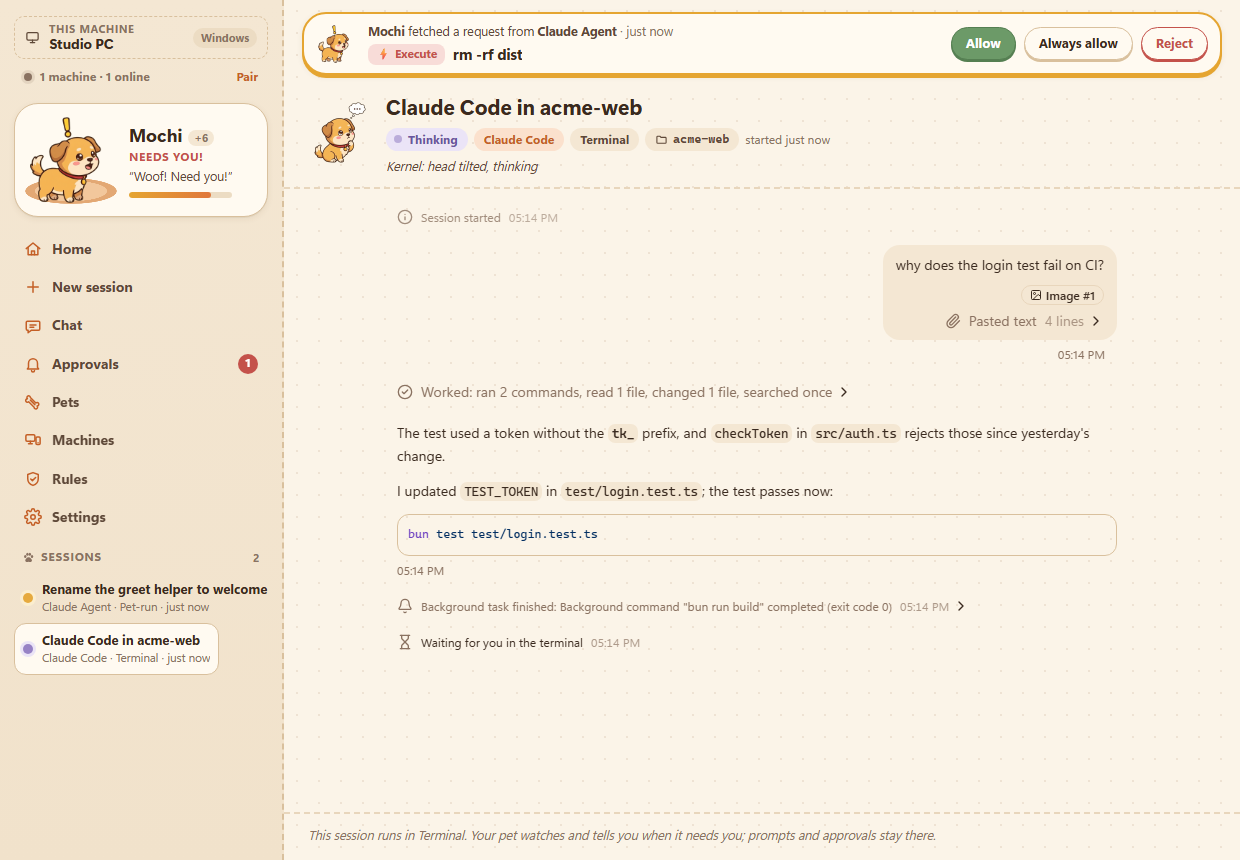 THIS MACHINE
Studio PC
Windows
1 machine · 1 online
Pair
Mochi
+6
NEEDS YOU!
“Woof! Need you!”
Home
New session
Chat
Approvals
1
Pets
Machines
Rules
Settings
SESSIONS
2
Rename the greet helper to welcome
Claude Agent · Pet-run · just now
Claude Code in acme-web
Claude Code · Terminal · just now
Mochi fetched a request from Claude Agent · just now
Execute
rm -rf dist
Allow
Always allow
Reject
Claude Code in acme-web
Thinking
Claude Code
Terminal
acme-web
started just now
Kernel: head tilted, thinking
Session started 05:14 PM
why does the login test fail on CI?
Image #1
Pasted text 4 lines
05:14 PM
Worked: ran 2 commands, read 1 file, changed 1 file, searched once
The test used a token without the tk_ prefix, and checkToken in src/auth.ts rejects those since yesterday's
change.
I updated TEST_TOKEN in test/login.test.ts; the test passes now:
bun test test/login.test.ts
05:14 PM
Background task finished: Background command "bun run build" completed (exit code 0) 05:14 PM
Waiting for you in the terminal 05:14 PM
This session runs in Terminal. Your pet watches and tells you when it needs you; prompts and approvals stay there.